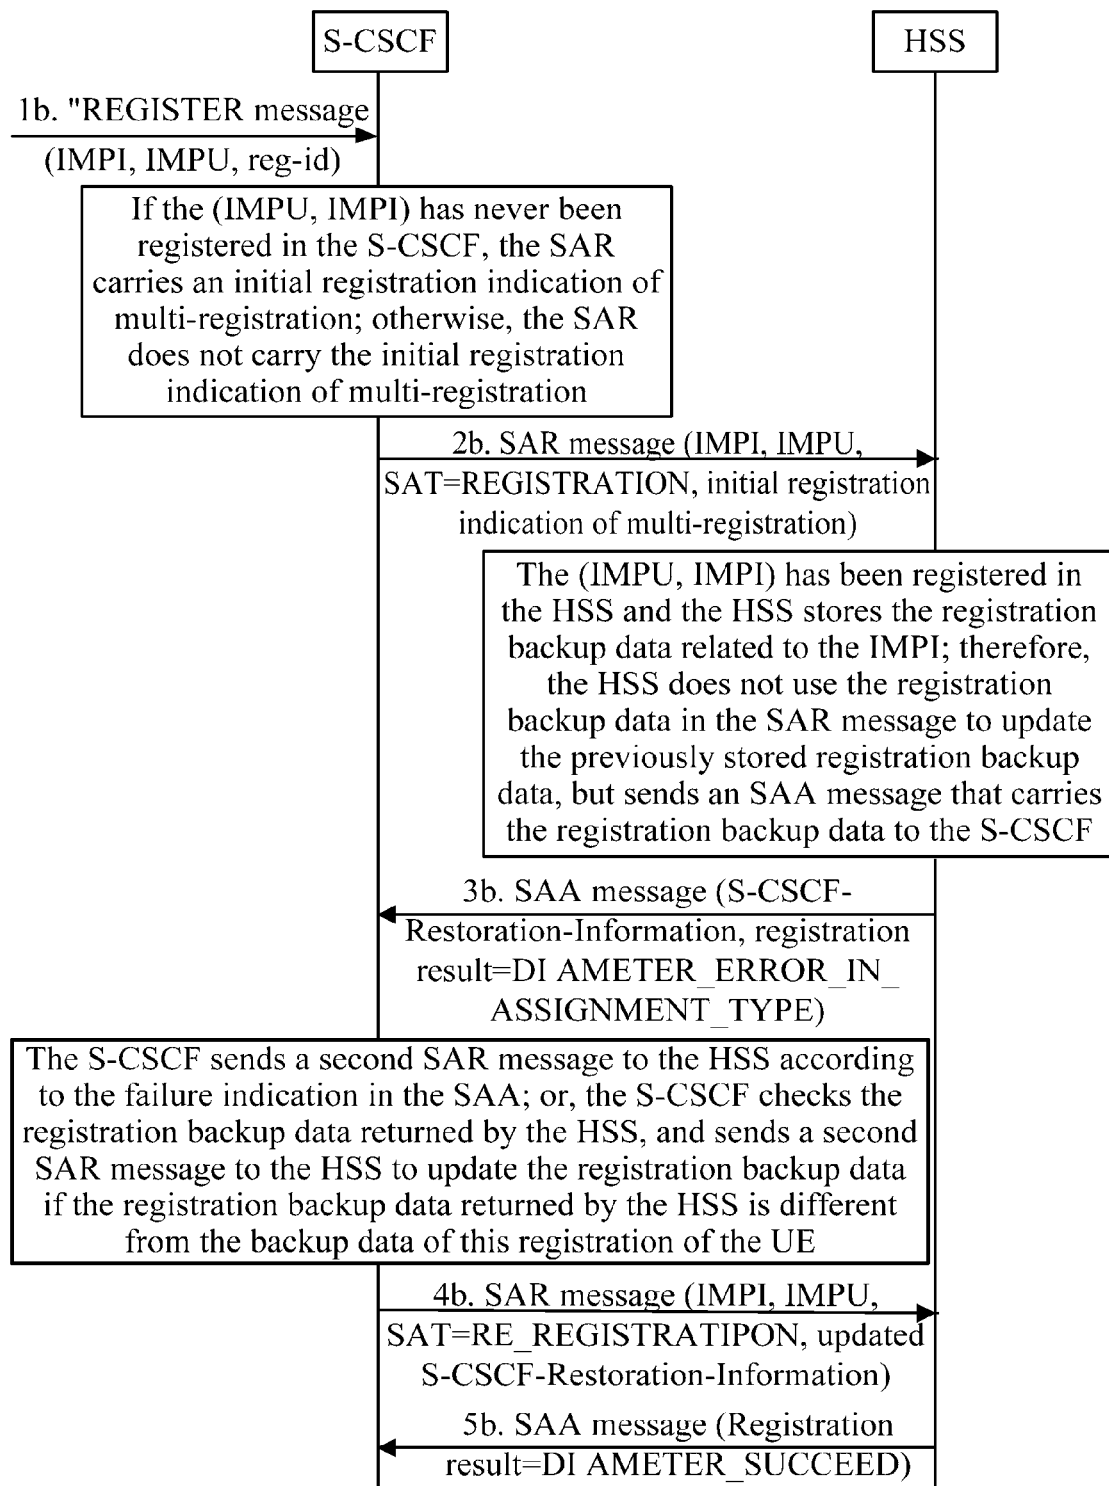 S-CSCF
HSS
1b. "REGISTER message
(IMPI, IMPU, reg-id)
If the (IMPU, IMPI) has never been
registered in the S-CSCF, the SAR
carries an initial registration indication of
multi-registration; otherwise, the SAR
does not carry the initial registration
indication of multi-registration
2b. SAR message (IMPI, IMPU,
SAT=REGISTRATION, initial registration
indication of multi-registration)
The (IMPU, IMPI) has been registered in
the HSS and the HSS stores the registration
backup data related to the IMPI; therefore,
the HSS does not use the registration
backup data in the SAR message to update
the previously stored registration backup
data, but sends an SAA message that carries
the registration backup data to the S-CSCF
3b. SAA message (S-CSCF-
Restoration-Information, registration
result=DI AMETER_ERROR_IN_
ASSIGNMENT_TYPE)
The S-CSCF sends a second SAR message to the HSS according
to the failure indication in the SAA; or, the S-CSCF checks the
registration backup data returned by the HSS, and sends a second
SAR message to the HSS to update the registration backup data
if the registration backup data returned by the HSS is different
from the backup data of this registration of the UE
4b. SAR message (IMPI, IMPU,
SAT=RE_REGISTRATIPON, updated
S-CSCF-Restoration-Information)
5b. SAA message (Registration
result=DI AMETER_SUCCEED)